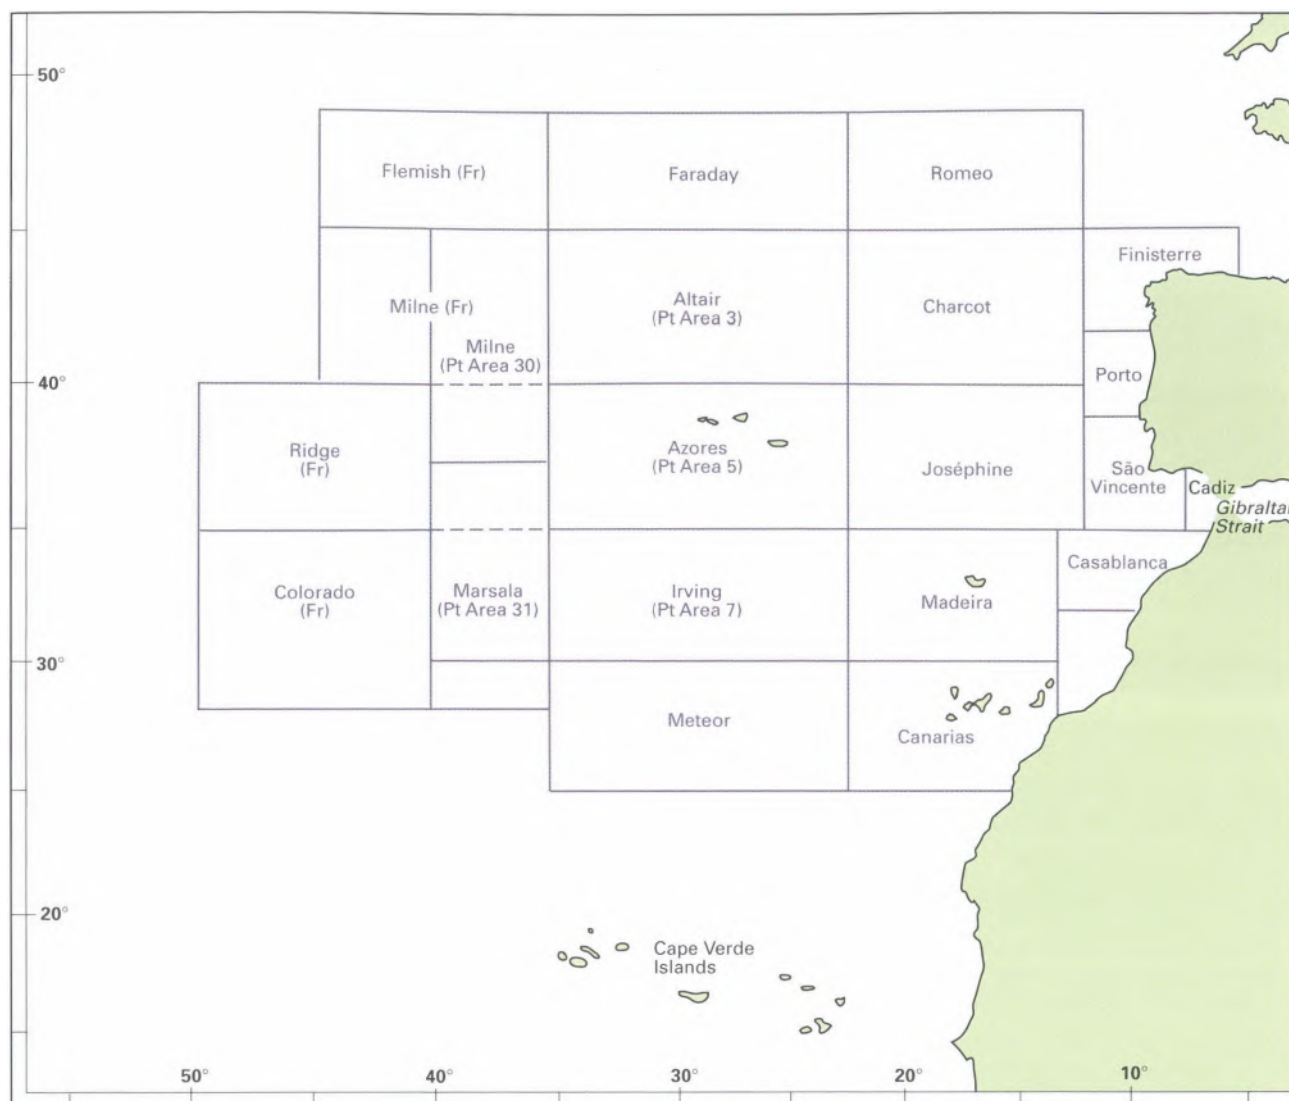 50°
Flemish (Fr)
Faraday
Romeo
Finisterre
Milne (Fr)
Altair
(Pt Area 3)
Charcot
Milne
(Pt Area 30)
40°
Porto
Ridge
(Fr)
Azores
(Pt Area 5)
Joséphine
São
Vincente
Cadiz
Gibraltar
Strait
Casablanca
Colorado
(Fr)
Marsala
(Pt Area 31)
Irving
(Pt Area 7)
Madeira
30°
Meteor
Canarias
20°
Cape Verde
Islands
50°
40°
30°
20°
10°